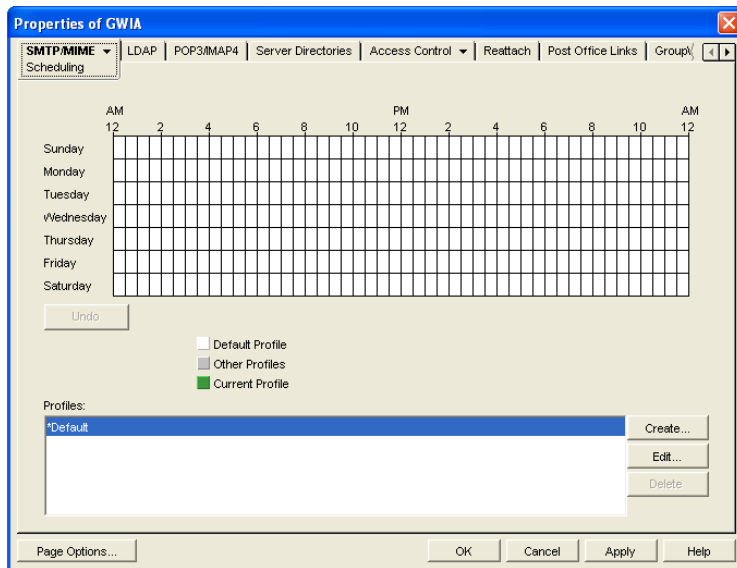 Properties of GWIA
SMTP/MIME LDAP POP3/IMAP4 Server Directories Access Control Reattach Post Office Links
Scheduling
AM PM AM
12 2 4 6 8 10 12 2 4 6 8 10 12
Sunday
Monday
Tuesday
Wednesday
Thursday
Friday
Saturday
Undo
Default Profile
Other Profiles
Current Profile
Profiles:
*Default
Create...
Edit...
Delete
Page Options... OK Cancel Apply Help